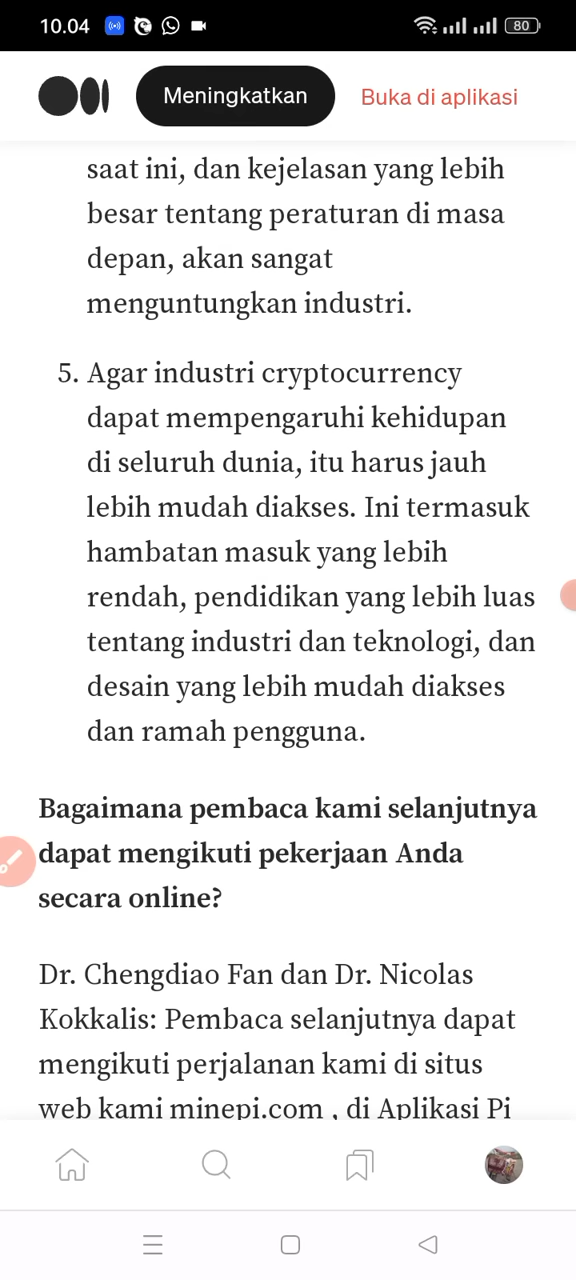 10.04
80
Meningkatkan
Buka di aplikasi
saat ini, dan kejelasan yang lebih
besar tentang peraturan di masa
depan, akan sangat
menguntungkan industri.
5. Agar industri cryptocurrency
dapat mempengaruhi kehidupan
di seluruh dunia, itu harus jauh
lebih mudah diakses. Ini termasuk
hambatan masuk yang lebih
rendah, pendidikan yang lebih luas
tentang industri dan teknologi, dan
desain yang lebih mudah diakses
dan ramah pengguna.
Bagaimana pembaca kami selanjutnya
dapat mengikuti pekerjaan Anda
secara online?
Dr. Chengdiao Fan dan Dr. Nicolas
Kokkalis: Pembaca selanjutnya dapat
mengikuti perjalanan kami di situs
web kami minepi.com , di Aplikasi Pi